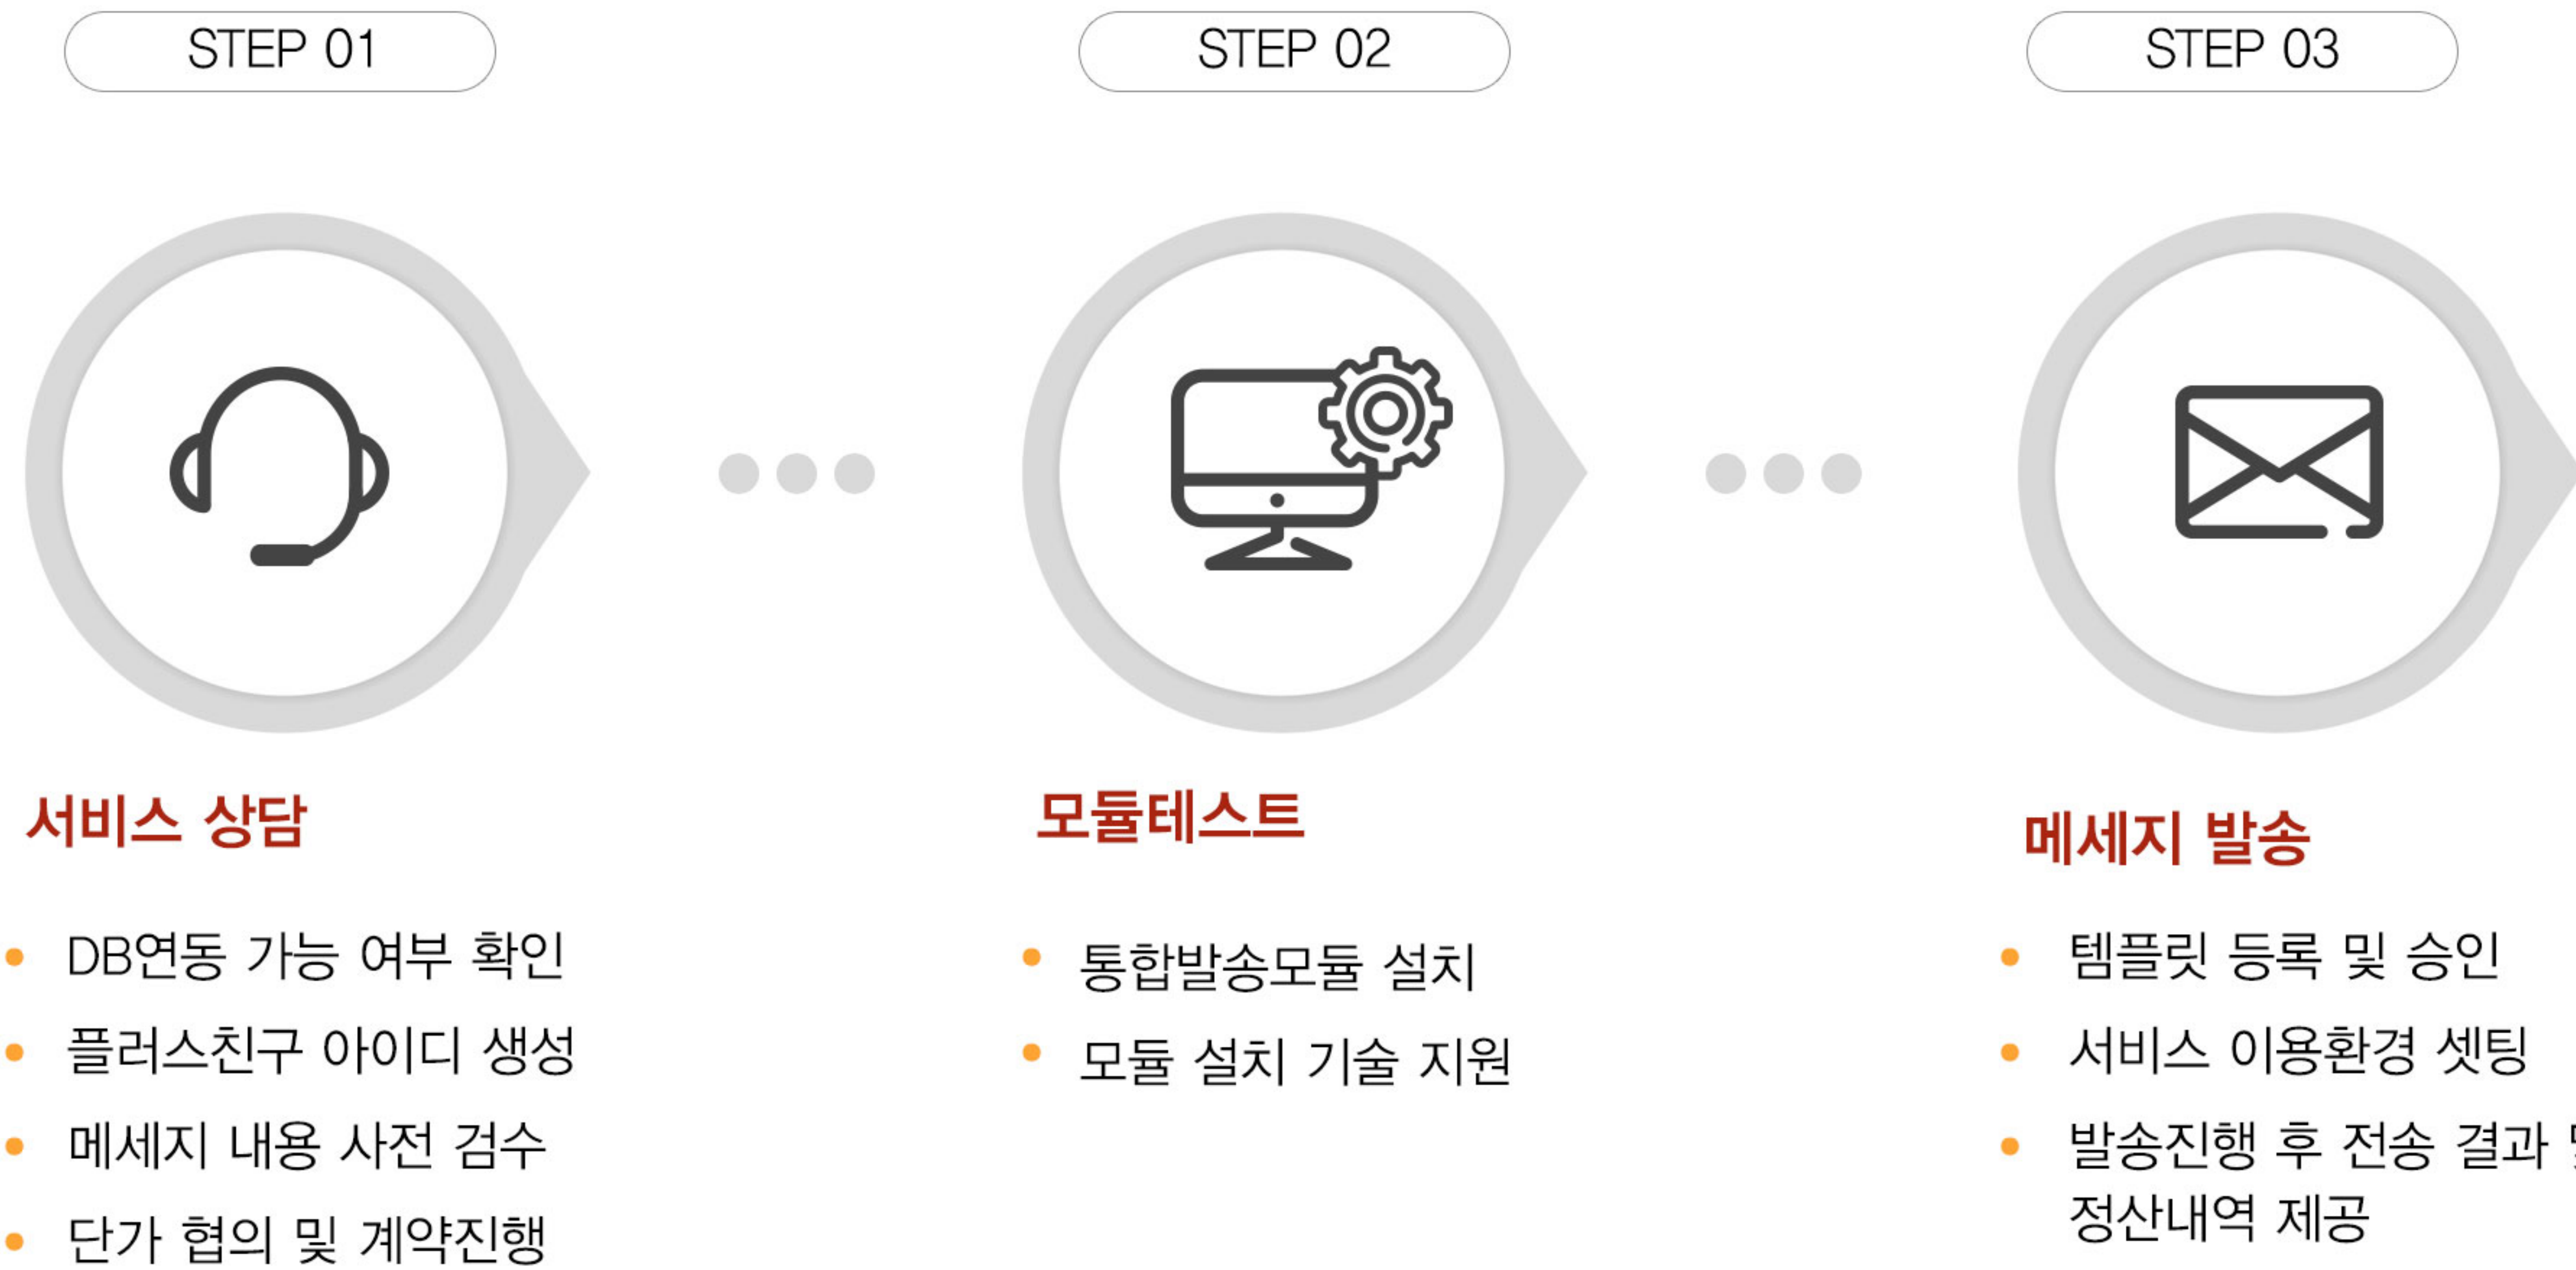 STEP 01
서비스 상담
DB연동 가능 여부 확인
플러스친구 아이디 생성
메세지 내용 사전 검수
단가 협의 및 계약진행
STEP 02
모듈테스트
통합발송모듈 설치
모듈 설치 기술 지원
STEP 03
메세지 발송
템플릿 등록 및 승인
서비스 이용환경 셋팅
발송진행 후 전송 결과
정산내역 제공